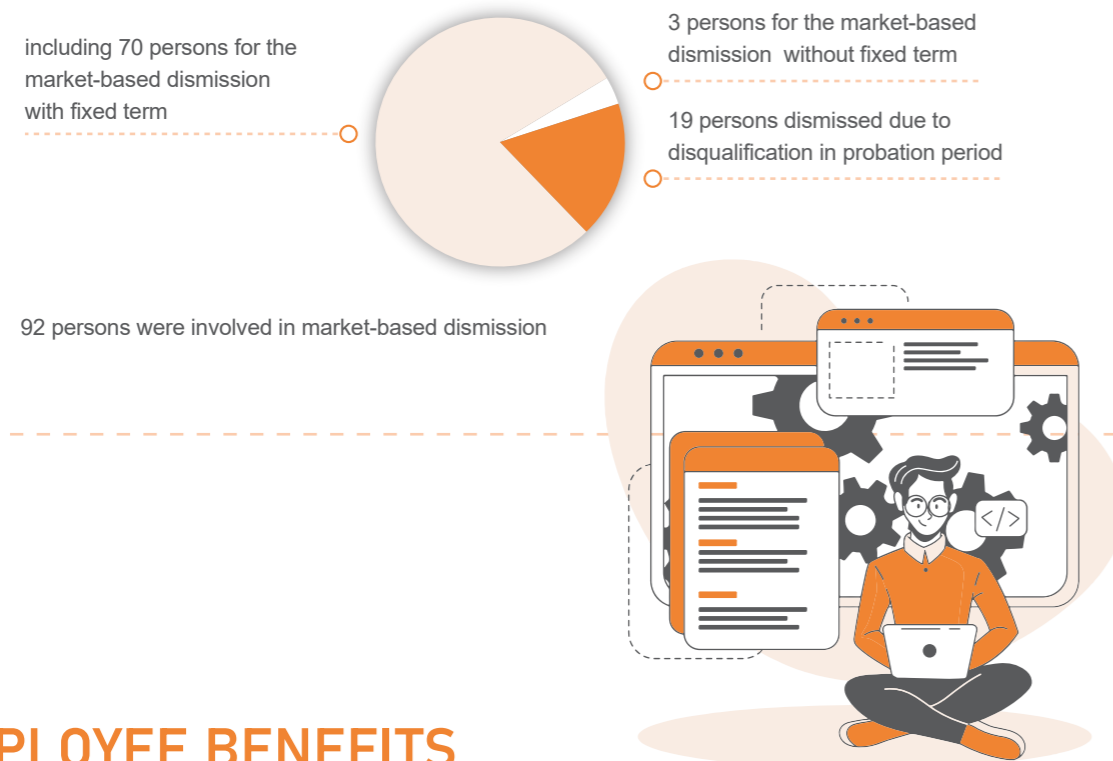 including 70 persons for the
market-based dismission
with fixed term
3 persons for the market-based
dismission without fixed term
19 persons dismissed due to
disqualification in probation period
92 persons were involved in market-based dismission
</>
PLOYEE BENEFITS